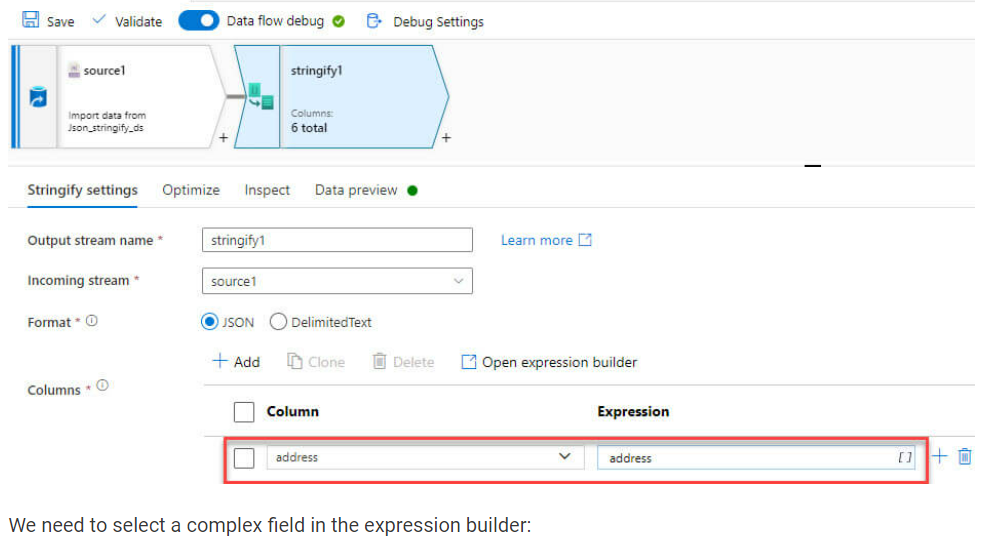 Save Validate Data flow debug Debug Settings
source1
Import data from
Json_stringify_ds
+
stringify1
Columns:
6 total
+
Stringify settings Optimize Inspect Data preview
Output stream name * stringify1 Learn more
Incoming stream * source1
Format * JSON DelimitedText
+ Add Clone Delete Open expression builder
Columns *
Column Expression
address address [ ] +
We need to select a complex field in the expression builder: